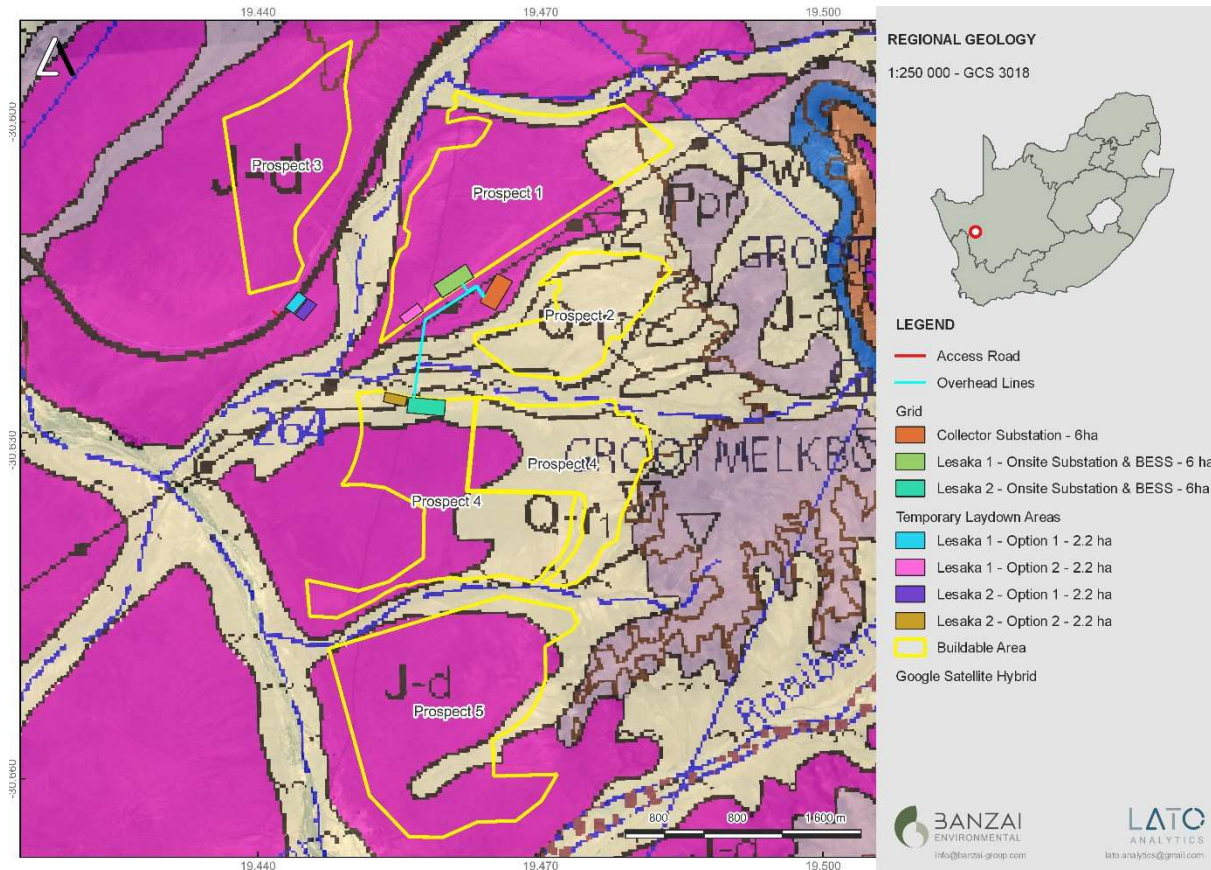 19.440
19.470
19.500
-30.600
-30.630
-30.660
19.440
19.470
19.500
J-d
Prospect 3
Prospect 1
Ppr
Prospect 2
264
Prospect 4
Prospect 4
J-d
J-d
Prospect 5
800
800
1 600 m
REGIONAL GEOLOGY
1:250 000 - GCS 3018
LEGEND
Access Road
Overhead Lines
Grid
Collector Substation - 6ha
Lesaka 1 - Onsite Substation & BESS - 6 ha
Lesaka 2 - Onsite Substation & BESS - 6ha
Temporary Laydown Areas
Lesaka 1 - Option 1 - 2.2 ha
Lesaka 1 - Option 2 - 2.2 ha
Lesaka 2 - Option 1 - 2.2 ha
Lesaka 2 - Option 2 - 2.2 ha
Buildable Area
Google Satellite Hybrid
BANZAI
ENVIRONMENTAL
info@banzai-group.com
LATO
ANALYTICS
lato.analytics@gmail.com